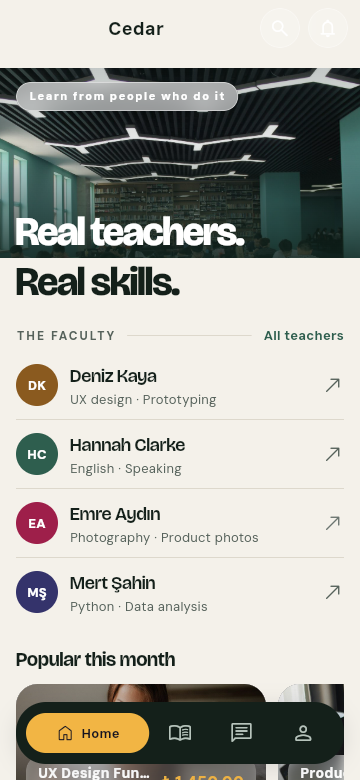 Cedar
Learn from people who do it
Real teachers.
Real skills.
THE FACULTY
All teachers
DK
Deniz Kaya
UX design · Prototyping
HC
Hannah Clarke
English · Speaking
EA
Emre Aydın
Photography · Product photos
MŞ
Mert Şahin
Python · Data analysis
Popular this month
Home
UX Design Fun…
Produ